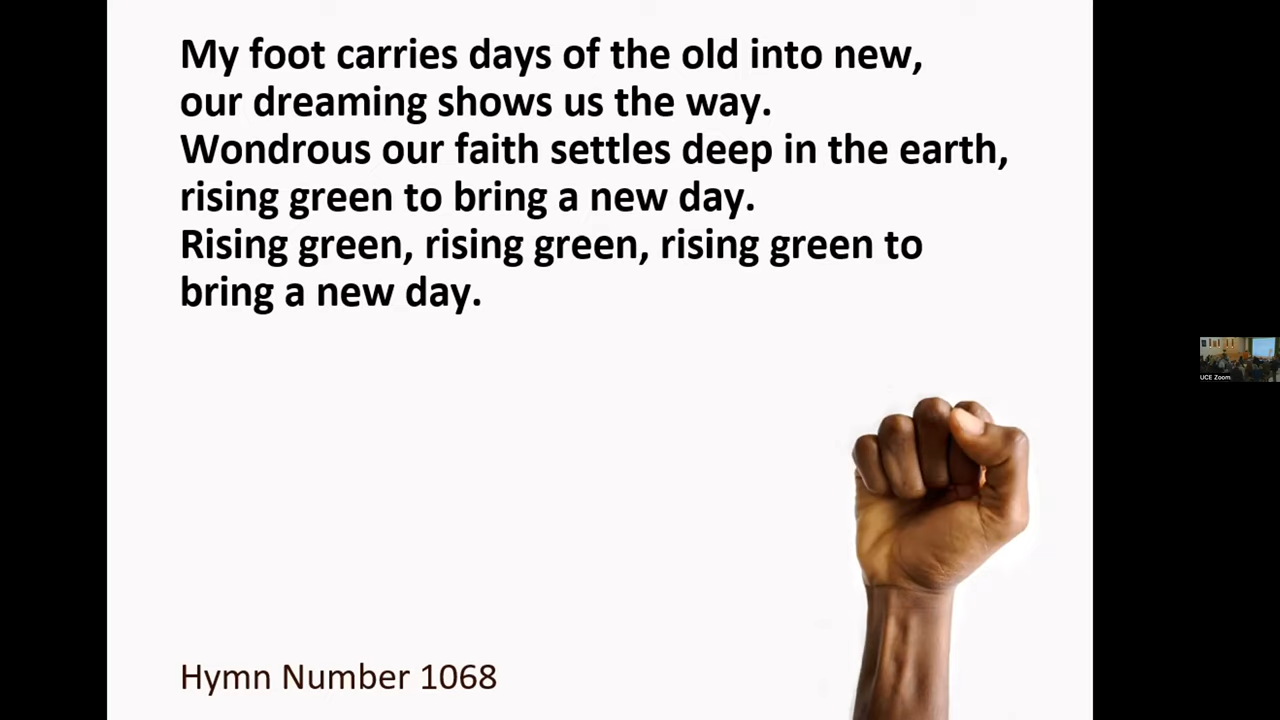 My foot carries days of the old into new,
our dreaming shows us the way.
Wondrous our faith settles deep in the earth,
rising green to bring a new day.
Rising green, rising green, rising green to
bring a new day.
Hymn Number 1068
UCE Zoom